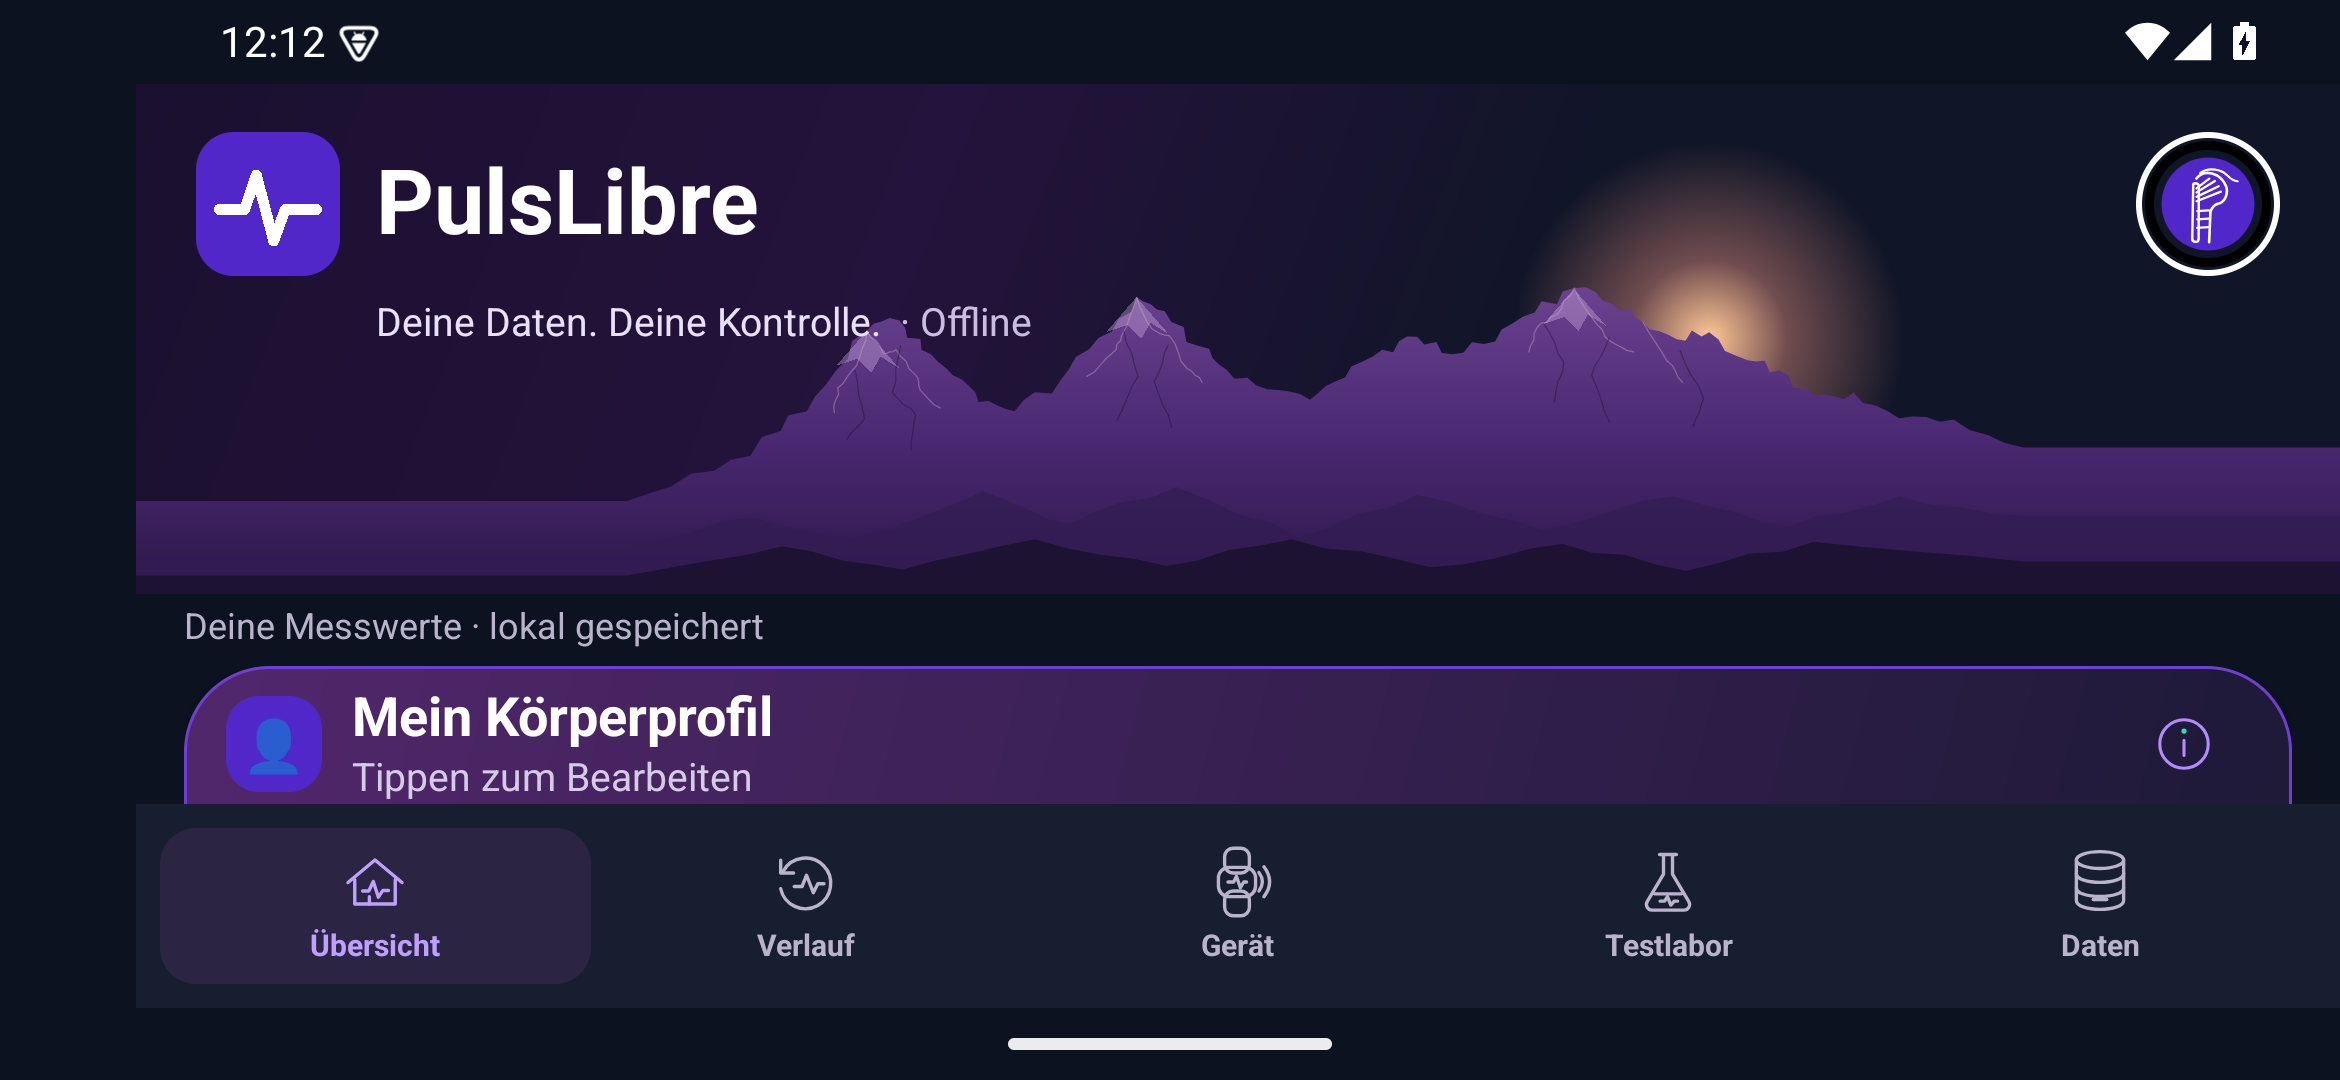 12:12
PulsLibre
Deine Daten. Deine Kontrolle. · Offline
Deine Messwerte · lokal gespeichert
Mein Körperprofil
Tippen zum Bearbeiten
Übersicht
Verlauf
Gerät
Testlabor
Daten